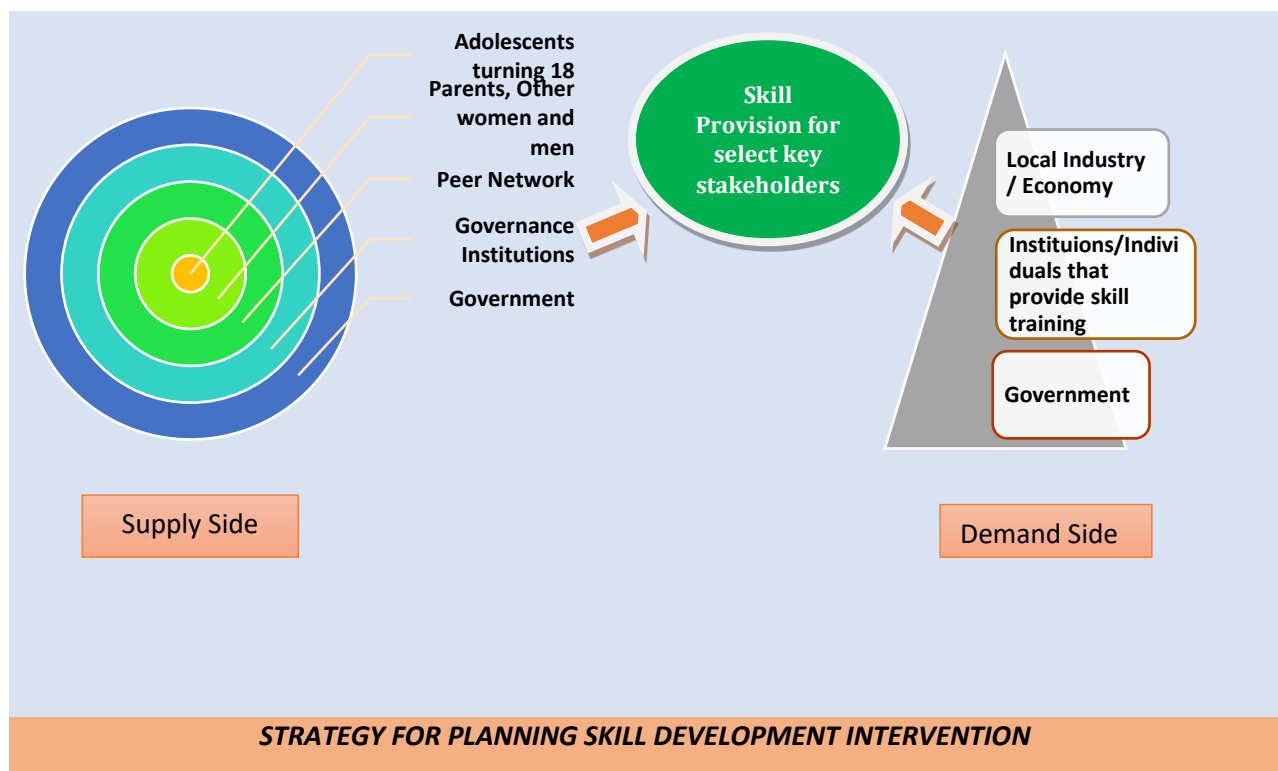 Adolescents
turning 18
Parents, Other
women and
men
Peer Network
Governance
Institutions
Government
Skill
Provision for
select key
stakeholders
Local Industry
/ Economy
Instituions/Indivi
duals that
provide skill
training
Government
Supply Side
Demand Side
STRATEGY FOR PLANNING SKILL DEVELOPMENT INTERVENTION